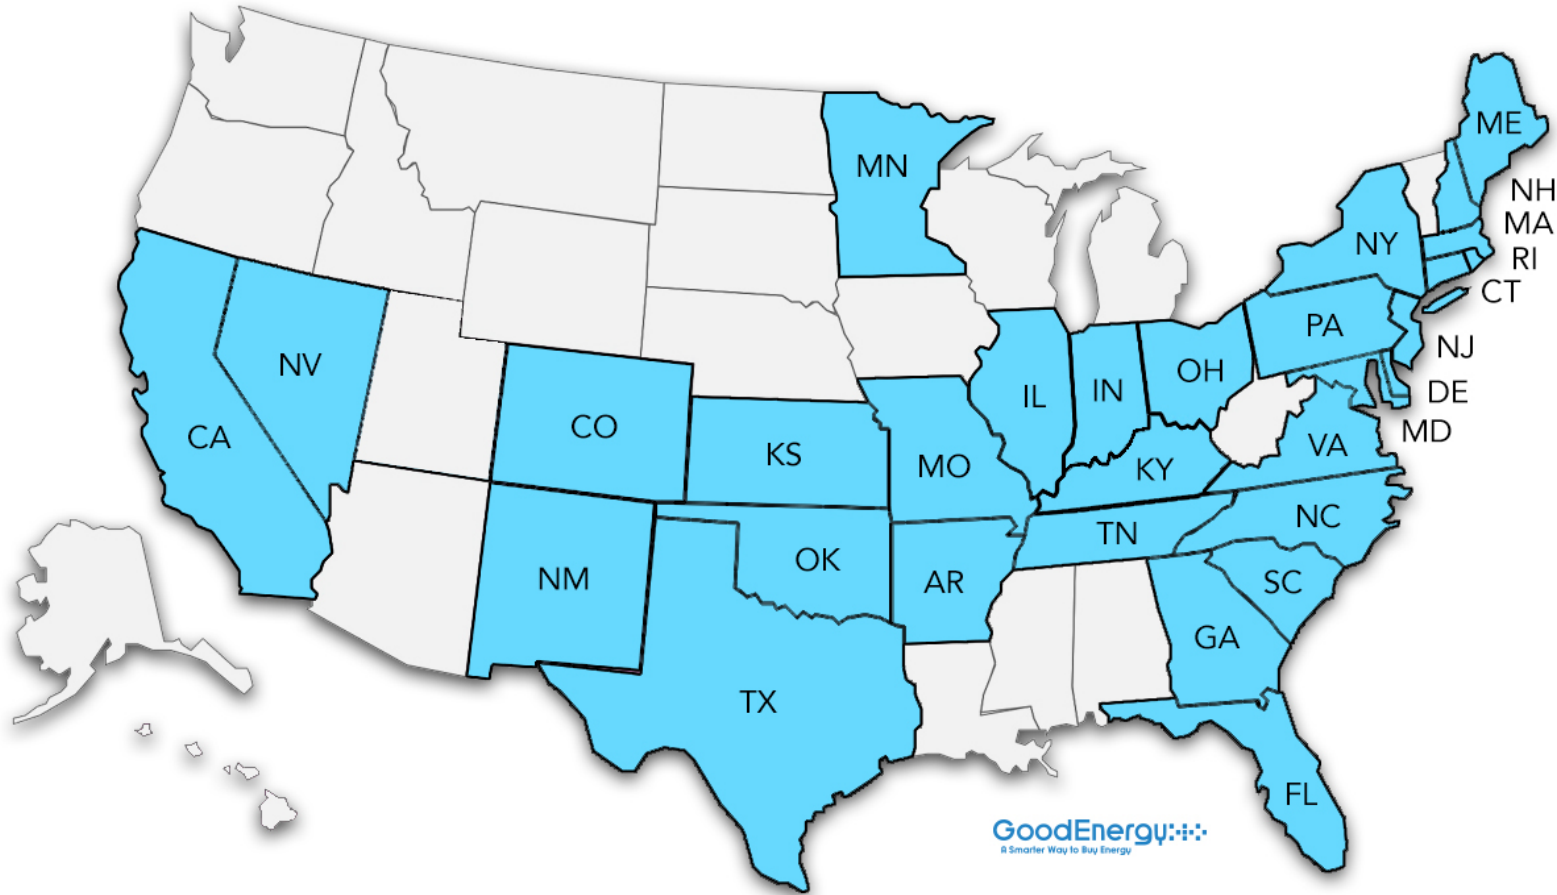 ME
MN
NH
MA
NY
RI
CT
PA
NJ
NV
OH
DE
IL
IN
CO
MD
CA
KS
VA
MO
KY
NC
TN
OK
NM
AR
SC
GA
TX
FL
GoodEnergy
A Smarter Way to Buy Energy